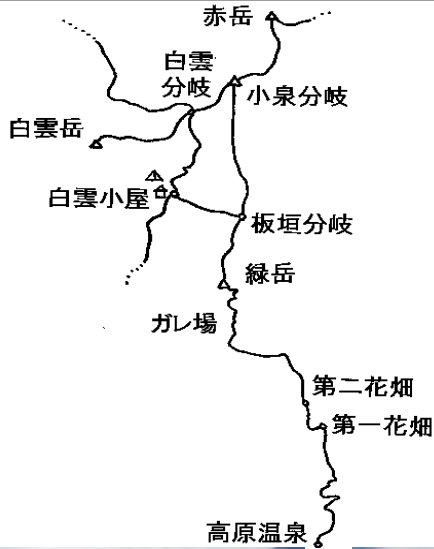 赤岳
白雲
分岐
小泉分岐
白雲岳
白雲小屋
板垣分岐
緑岳
ガレ場
第二花畑
第一花畑
高原温泉